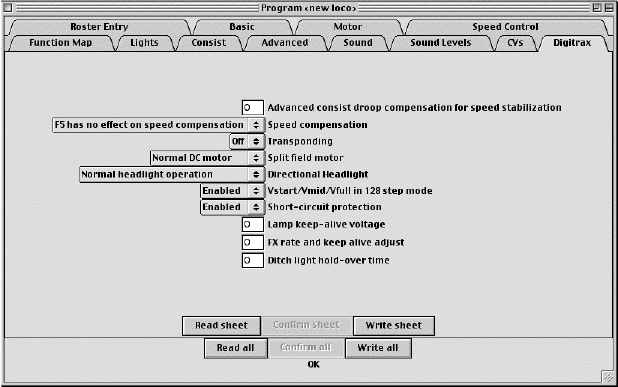 Program <new loco>
Roster Entry Basic Motor Speed Control
Function Map Lights Consist Advanced Sound Sound Levels CVs Digitrax
0 Advanced consist droop compensation for speed stabilization
F5 has no effect on speed compensation Speed compensation
Off Transponding
Normal DC motor Split field motor
Normal headlight operation Directional Headlight
Enabled Vstart/Vmid/Vfull in 128 step mode
Enabled Short-circuit protection
0 Lamp keep-alive voltage
0 FX rate and keep alive adjust
0 Ditch light hold-over time
Read sheet Confirm sheet Write sheet
Read all Confirm all Write all
OK